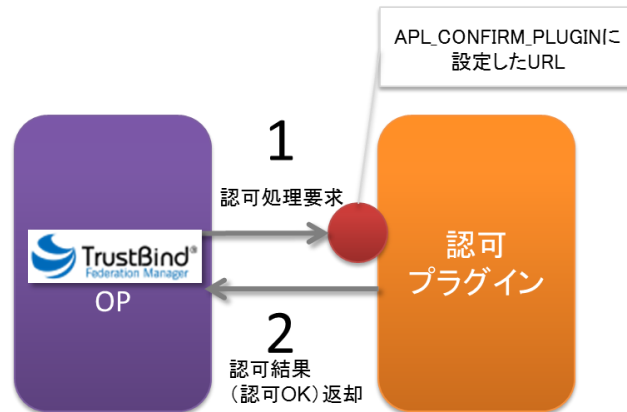 APL_CONFIRM_PLUGINに
設定したURL
1
認可処理要求
TrustBind®
Federation Manager
OP
認可
プラグイン
2
認可結果
（認可OK）返却